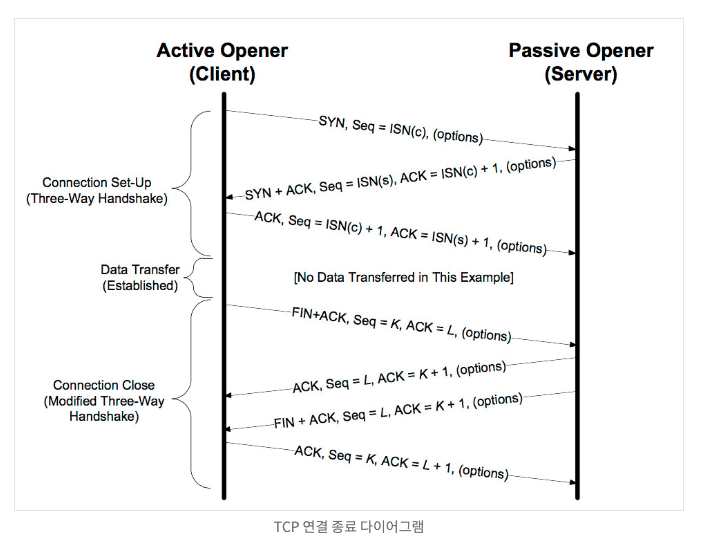 Active Opener
(Client)
Passive Opener
(Server)
SYN, Seq = ISN(c), (options)
Connection Set-Up
(Three-Way Handshake)
SYN + ACK, Seq = ISN(s), ACK = ISN(c) + 1, (options)
ACK, Seq = ISN(c) + 1, ACK = ISN(s) + 1, (options)
Data Transfer
(Established)
[No Data Transferred in This Example]
FIN+ACK, Seq = K, ACK = L, (options)
Connection Close
(Modified Three-Way
Handshake)
ACK, Seq = L, ACK = K + 1, (options)
FIN + ACK, Seq = L, ACK = K + 1, (options)
ACK, Seq = K, ACK = L + 1, (options)
TCP 연결 종료 다이어그램